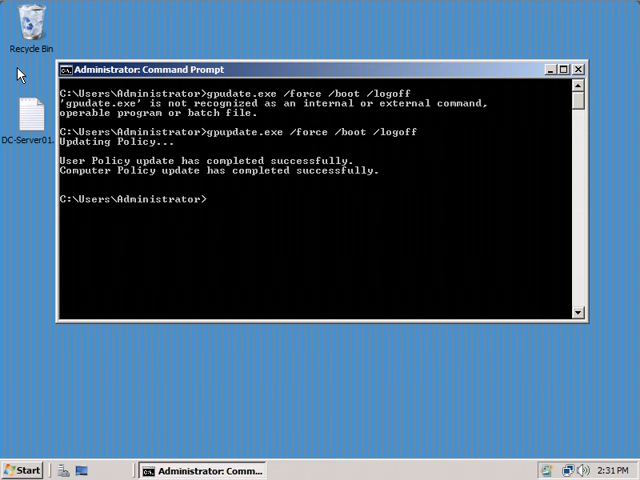 Recycle Bin
DC-Server01.
Administrator: Command Prompt
C:\Users\Administrator>gpudate.exe /force /boot /logoff
'gpudate.exe' is not recognized as an internal or external command,
operable program or batch file.
C:\Users\Administrator>gpupdate.exe /force /boot /logoff
Updating Policy...
User Policy update has completed successfully.
Computer Policy update has completed successfully.
C:\Users\Administrator>
Start
Administrator: Comm...
2:31 PM